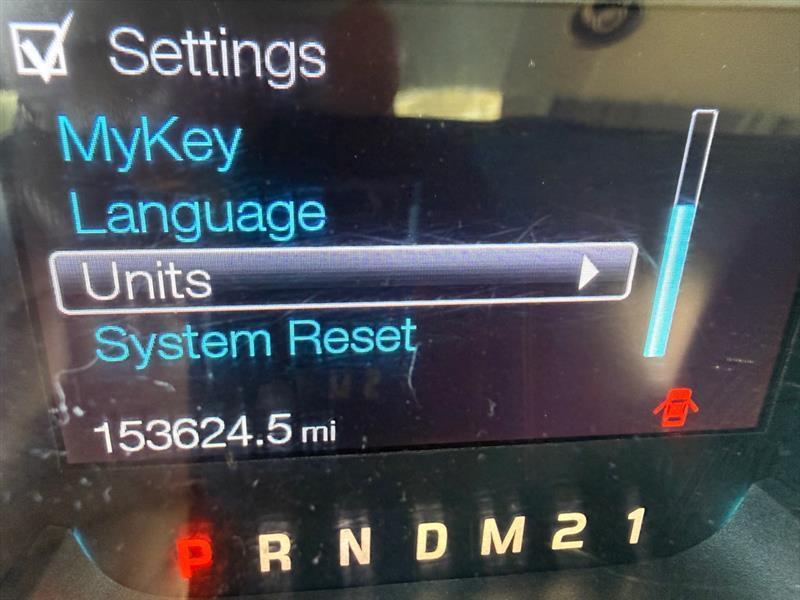 Settings
MyKey
Language
Units
System Reset
153624.5 mi
P R N D M 2 1